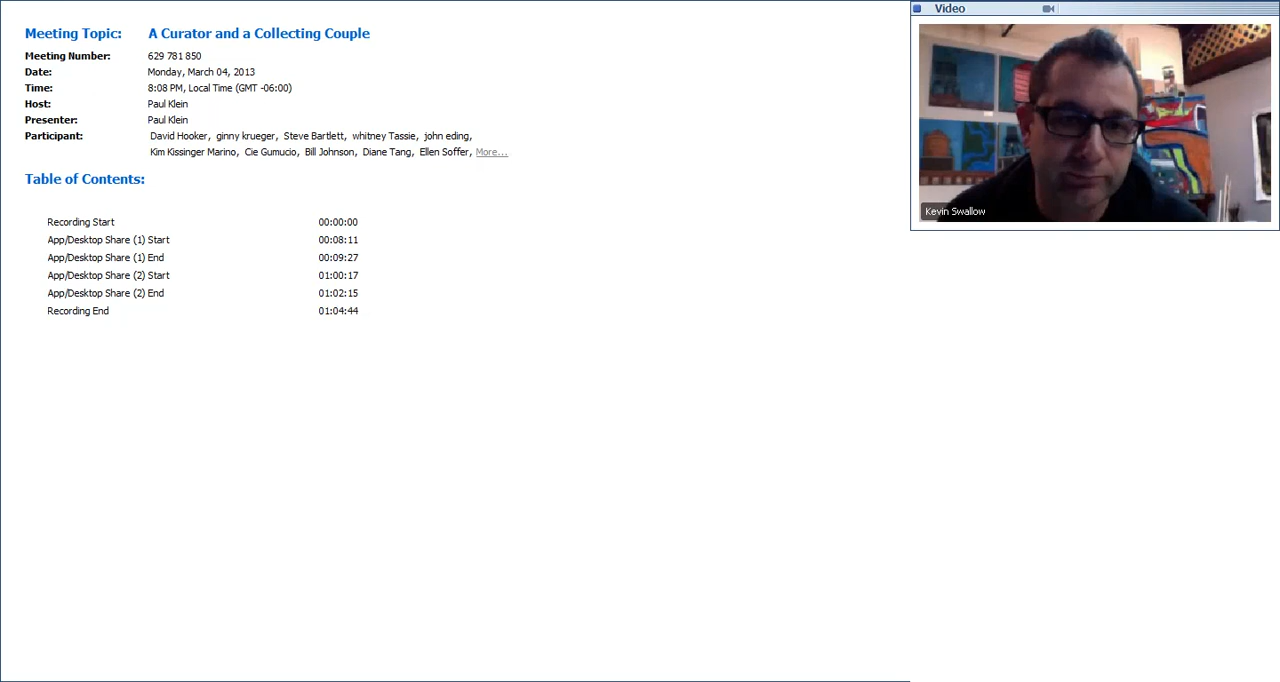 Meeting Topic: A Curator and a Collecting Couple
Meeting Number: 629 781 850
Date: Monday, March 04, 2013
Time: 8:08 PM, Local Time (GMT -06:00)
Host: Paul Klein
Presenter: Paul Klein
Participant: David Hooker, ginny krueger, Steve Bartlett, whitney Tassie, john eding,
Kim Kissinger Marino, Cie Gumucio, Bill Johnson, Diane Tang, Ellen Soffer, More...
Table of Contents:
Recording Start 00:00:00
App/Desktop Share (1) Start 00:08:11
App/Desktop Share (1) End 00:09:27
App/Desktop Share (2) Start 01:00:17
App/Desktop Share (2) End 01:02:15
Recording End 01:04:44
Video
Kevin Swallow